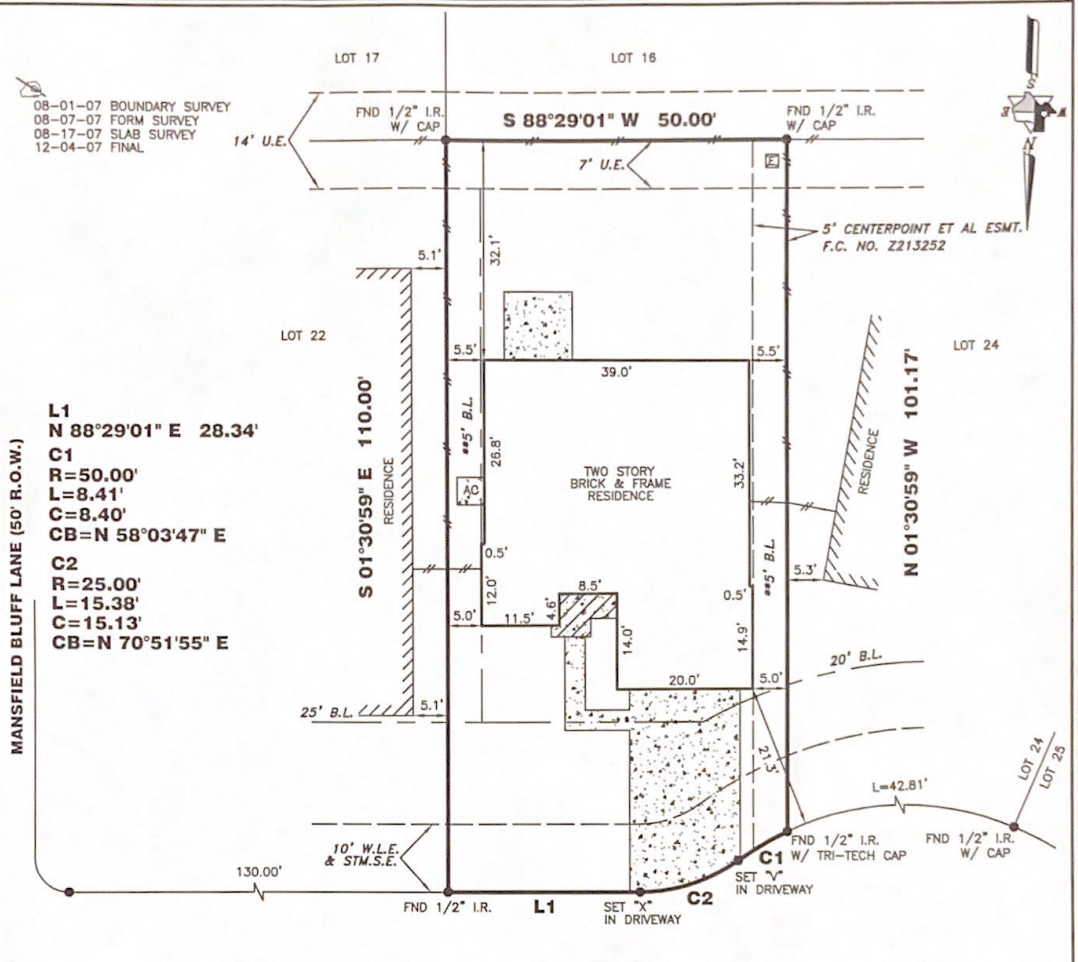 LOT 17
LOT 16
08-01-07 BOUNDARY SURVEY
08-07-07 FORM SURVEY
08-17-07 SLAB SURVEY
12-04-07 FINAL
FND 1/2" I.R.
W/ CAP
S 88°29'01" W 50.00'
FND 1/2" I.R.
W/ CAP
S
N
14' U.E.
7' U.E.
E
5' CENTERPOINT ET AL ESMT.
F.C. NO. Z213252
5.1'
32.1'
LOT 22
LOT 24
5.5'
39.0'
5.5'
L1
N 88°29'01" E 28.34'
C1
R=50.00'
L=8.41'
C=8.40'
CB=N 58°03'47" E
C2
R=25.00'
L=15.38'
C=15.13'
CB=N 70°51'55" E
MANSFIELD BLUFF LANE (50' R.O.W.)
S 01°30'59" E 110.00'
RESIDENCE
**5' B.L.
26.8'
AC
TWO STORY
BRICK & FRAME
RESIDENCE
33.2'
RESIDENCE
N 01°30'59" W 101.17'
0.5'
12.0'
8.5'
4.6'
**5' B.L.
0.5'
5.3'
5.0'
11.5'
14.0'
14.9'
20' B.L.
20.0'
5.0'
25' B.L.
5.1'
21.3'
L=42.81'
LOT 24
LOT 25
10' W.L.E.
& STM.S.E.
130.00'
FND 1/2" I.R.
W/ TRI-TECH CAP
FND 1/2" I.R.
W/ CAP
C1
SET "V"
IN DRIVEWAY
C2
FND 1/2" I.R.
L1
SET "X"
IN DRIVEWAY